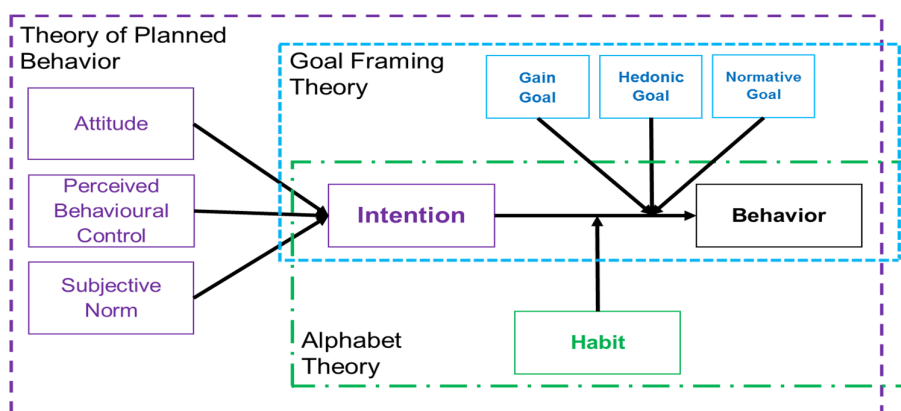 Theory of Planned
Behavior
Goal Framing
Theory
Gain
Goal
Hedonic
Goal
Normative
Goal
Attitude
Perceived
Behavioural
Control
Intention
Behavior
Subjective
Norm
Alphabet
Theory
Habit